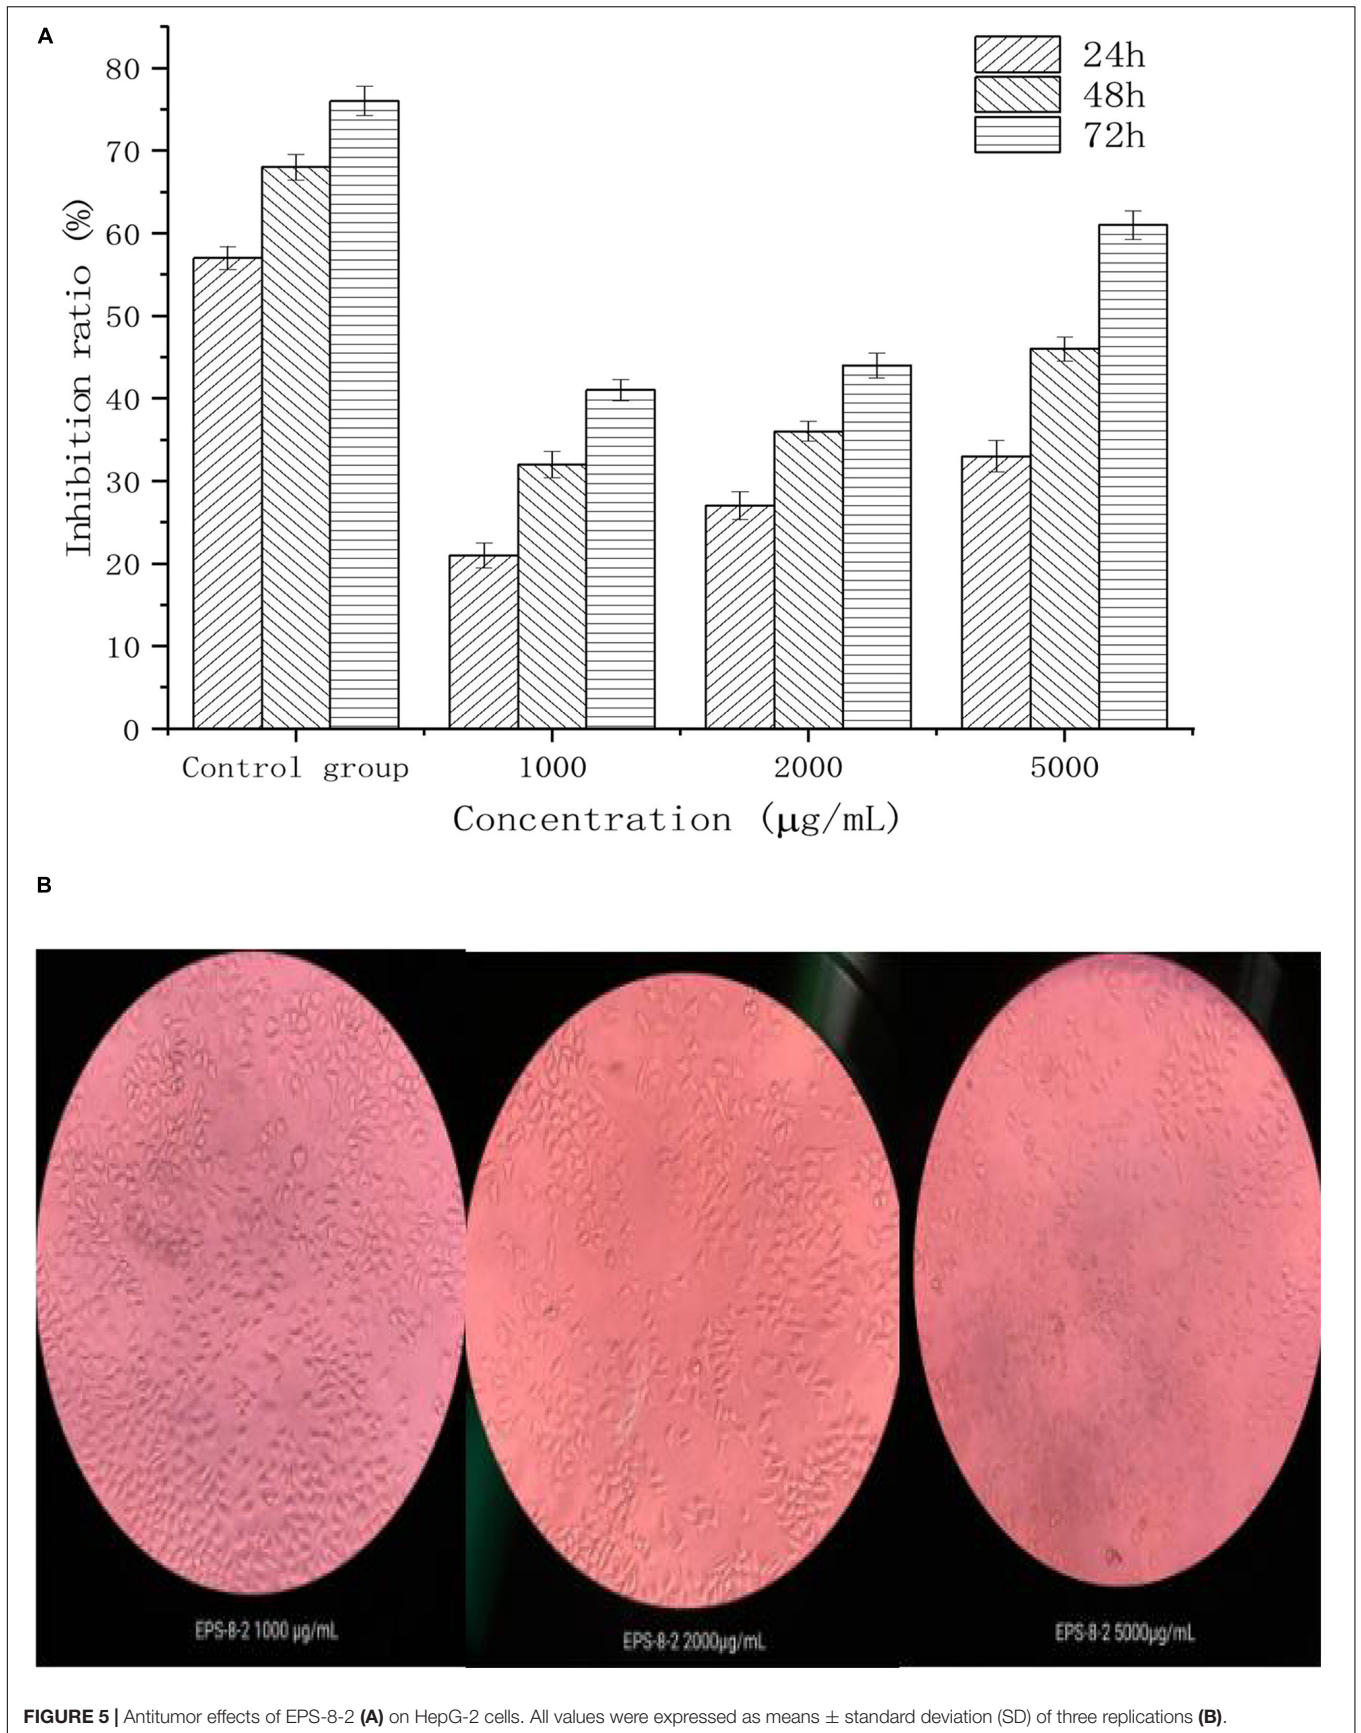 A
80
70
60
50
40
30
20
10
0
Inhibition ratio (%)
24h
48h
72h
Control group 1000 2000 5000
Concentration (μg/mL)
B
EPS-8-2 1000 μg/mL
EPS-8-2 2000μg/mL
EPS-8-2 5000μg/mL
FIGURE 5 | Antitumor effects of EPS-8-2 (A) on HepG-2 cells. All values were expressed as means ± standard deviation (SD) of three replications (B).